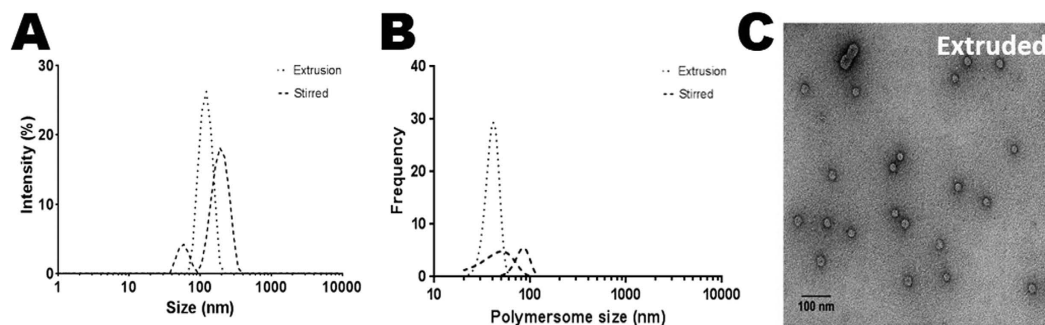 A
30
20
10
0
Intensity (%)
1
10
100
1000
10000
Size (nm)
Extrusion
Stirred
B
40
30
20
10
0
Frequency
10
100
1000
10000
Polymersome size (nm)
Extrusion
Stirred
C
Extruded
100 nm